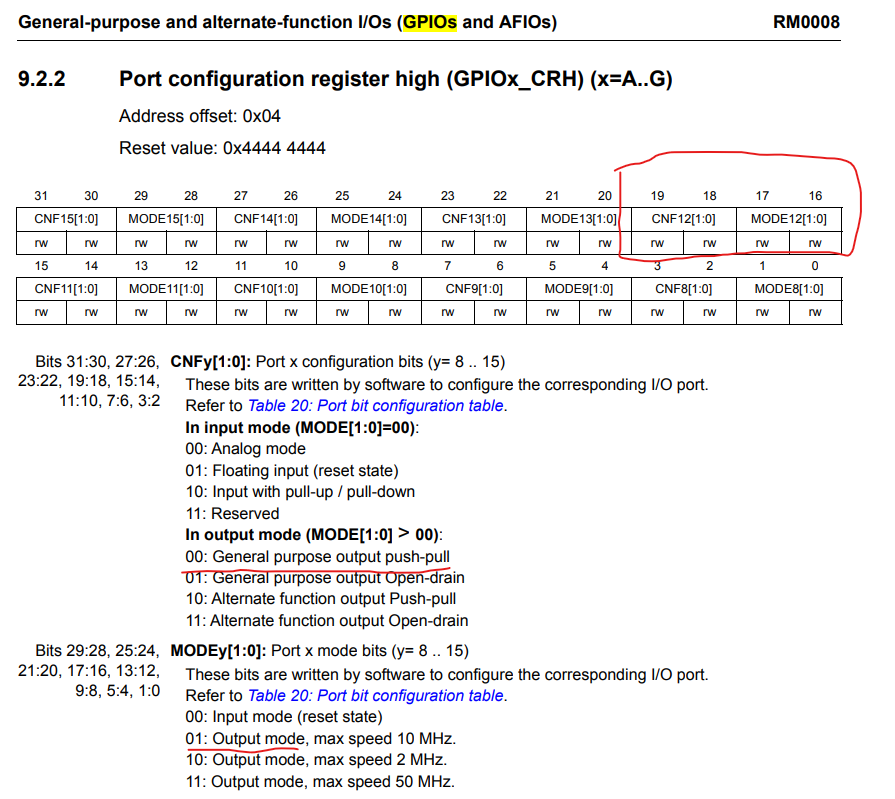 General-purpose and alternate-function I/Os (GPIOs and AFIOs) RM0008
9.2.2 Port configuration register high (GPIOx_CRH) (x=A..G)
Address offset: 0x04
Reset value: 0x4444 4444
31 30 29 28 27 26 25 24 23 22 21 20 19 18 17 16
CNF15[1:0] MODE15[1:0] CNF14[1:0] MODE14[1:0] CNF13[1:0] MODE13[1:0] CNF12[1:0] MODE12[1:0]
rw rw rw rw rw rw rw rw rw rw rw rw rw rw rw rw
15 14 13 12 11 10 9 8 7 6 5 4 3 2 1 0
CNF11[1:0] MODE11[1:0] CNF10[1:0] MODE10[1:0] CNF9[1:0] MODE9[1:0] CNF8[1:0] MODE8[1:0]
rw rw rw rw rw rw rw rw rw rw rw rw rw rw rw rw
Bits 31:30, 27:26, CNFy[1:0]: Port x configuration bits (y= 8 .. 15)
23:22, 19:18, 15:14, These bits are written by software to configure the corresponding I/O port.
11:10, 7:6, 3:2 Refer to Table 20: Port bit configuration table.
In input mode (MODE[1:0]=00):
00: Analog mode
01: Floating input (reset state)
10: Input with pull-up / pull-down
11: Reserved
In output mode (MODE[1:0] > 00):
00: General purpose output push-pull
01: General purpose output Open-drain
10: Alternate function output Push-pull
11: Alternate function output Open-drain
Bits 29:28, 25:24, MODEy[1:0]: Port x mode bits (y= 8 .. 15)
21:20, 17:16, 13:12, These bits are written by software to configure the corresponding I/O port.
9:8, 5:4, 1:0 Refer to Table 20: Port bit configuration table.
00: Input mode (reset state)
01: Output mode, max speed 10 MHz.
10: Output mode, max speed 2 MHz.
11: Output mode, max speed 50 MHz.